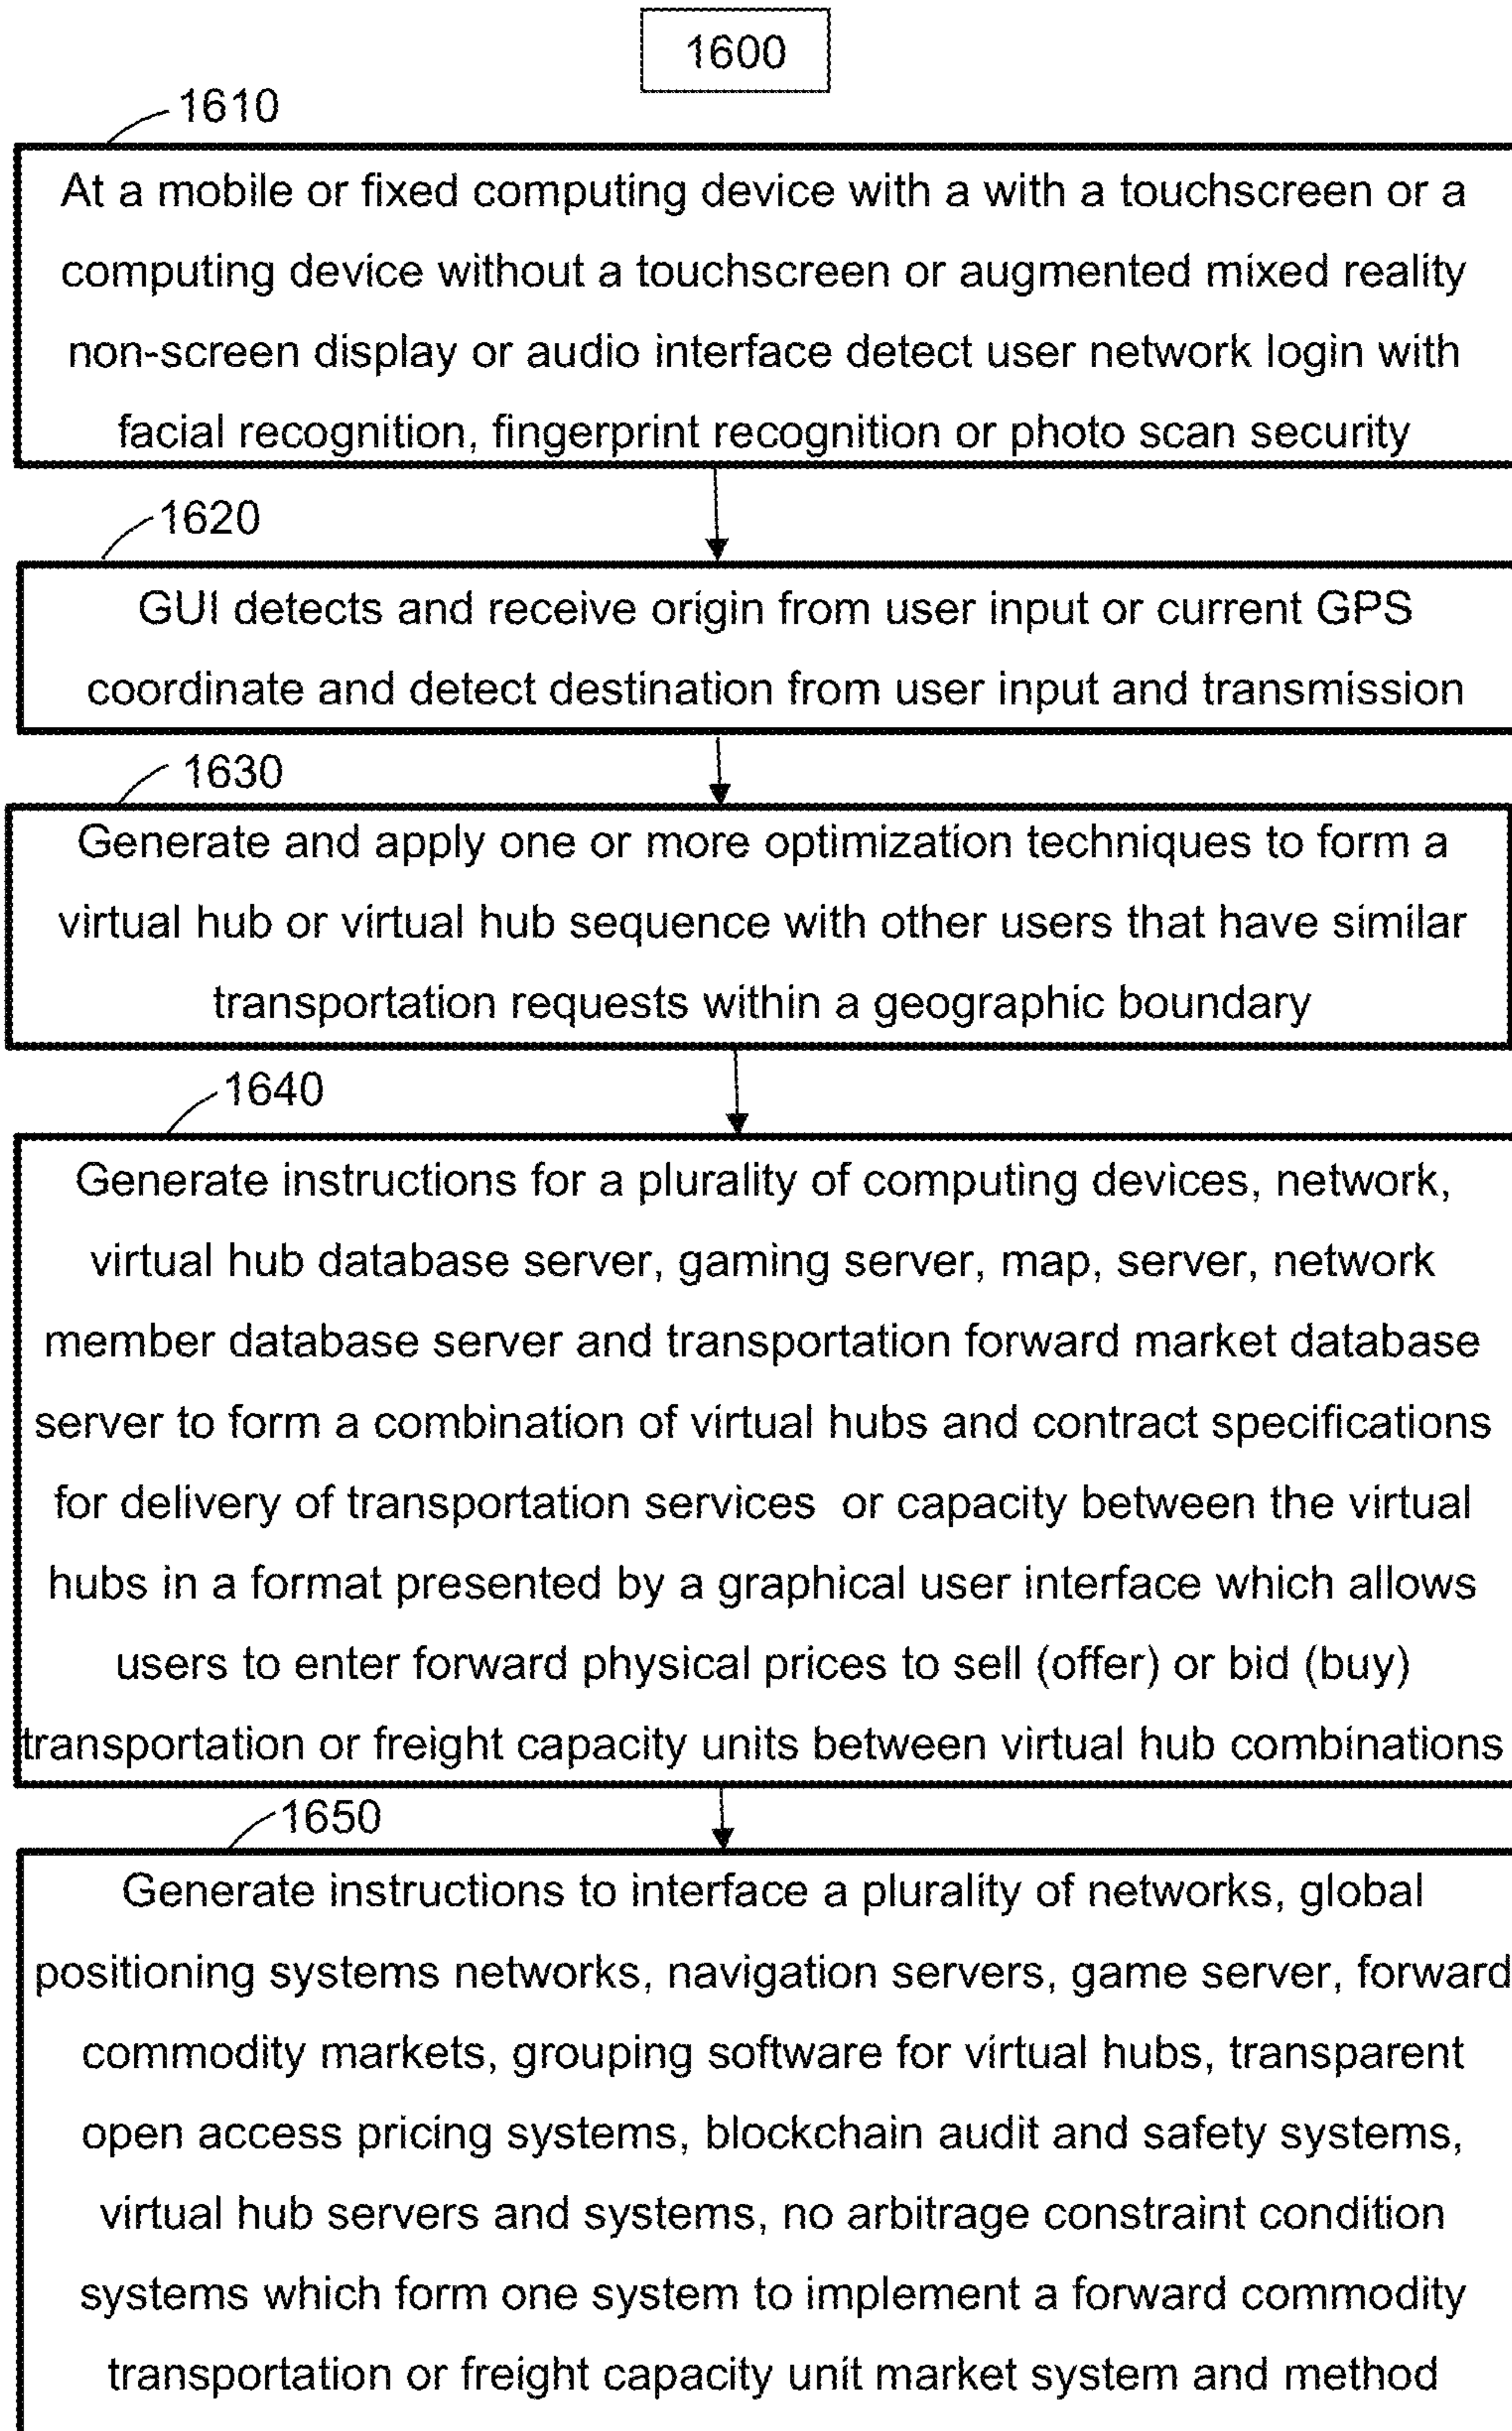 1600
1610
At a mobile or fixed computing device with a with a touchscreen or a
computing device without a touchscreen or augmented mixed reality
non-screen display or audio interface detect user network login with
facial recognition, fingerprint recognition or photo scan security
1620
GUI detects and receive origin from user input or current GPS
coordinate and detect destination from user input and transmission
1630
Generate and apply one or more optimization techniques to form a
virtual hub or virtual hub sequence with other users that have similar
transportation requests within a geographic boundary
1640
Generate instructions for a plurality of computing devices, network,
virtual hub database server, gaming server, map, server, network
member database server and transportation forward market database
server to form a combination of virtual hubs and contract specifications
for delivery of transportation services or capacity between the virtual
hubs in a format presented by a graphical user interface which allows
users to enter forward physical prices to sell (offer) or bid (buy)
transportation or freight capacity units between virtual hub combinations
1650
Generate instructions to interface a plurality of networks, global
positioning systems networks, navigation servers, game server, forward
commodity markets, grouping software for virtual hubs, transparent
open access pricing systems, blockchain audit and safety systems,
virtual hub servers and systems, no arbitrage constraint condition
systems which form one system to implement a forward commodity
transportation or freight capacity unit market system and method